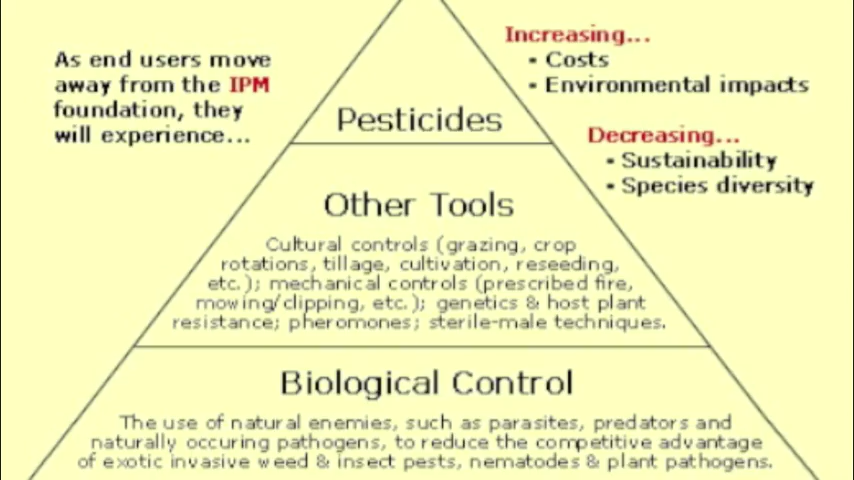 As end users move
away from the IPM
foundation, they
will experience...
Increasing...
• Costs
• Environmental impacts
Decreasing...
• Sustainability
• Species diversity
Pesticides
Other Tools
Cultural controls (grazing, crop
rotations, tillage, cultivation, reseeding,
etc.); mechanical controls (prescribed fire,
mowing/clipping, etc.); genetics & host plant
resistance; pheromones; sterile-male techniques.
Biological Control
The use of natural enemies, such as parasites, predators and
naturally occuring pathogens, to reduce the competitive advantage
of exotic invasive weed & insect pests, nematodes & plant pathogens.